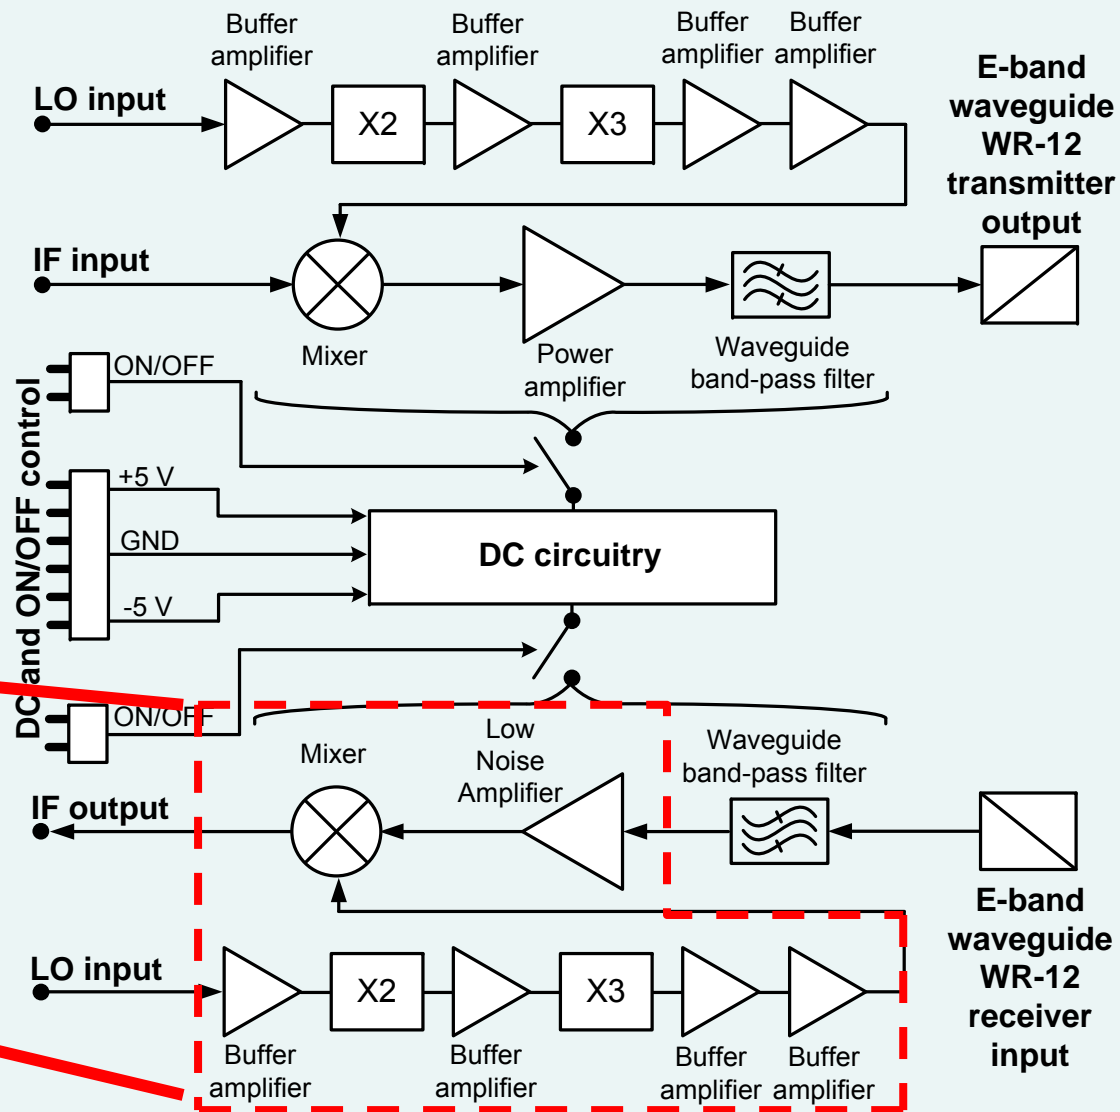 Buffer
amplifier
Buffer
amplifier
Buffer
amplifier
Buffer
amplifier
E-band
waveguide
WR-12
transmitter
output
LO input
X2
X3
IF input
Mixer
Power
amplifier
Waveguide
band-pass filter
DC and ON/OFF control
ON/OFF
+5 V
GND
-5 V
ON/OFF
DC circuitry
Mixer
Low
Noise
Amplifier
Waveguide
band-pass filter
IF output
E-band
waveguide
WR-12
receiver
input
LO input
X2
X3
Buffer
amplifier
Buffer
amplifier
Buffer
amplifier
Buffer
amplifier